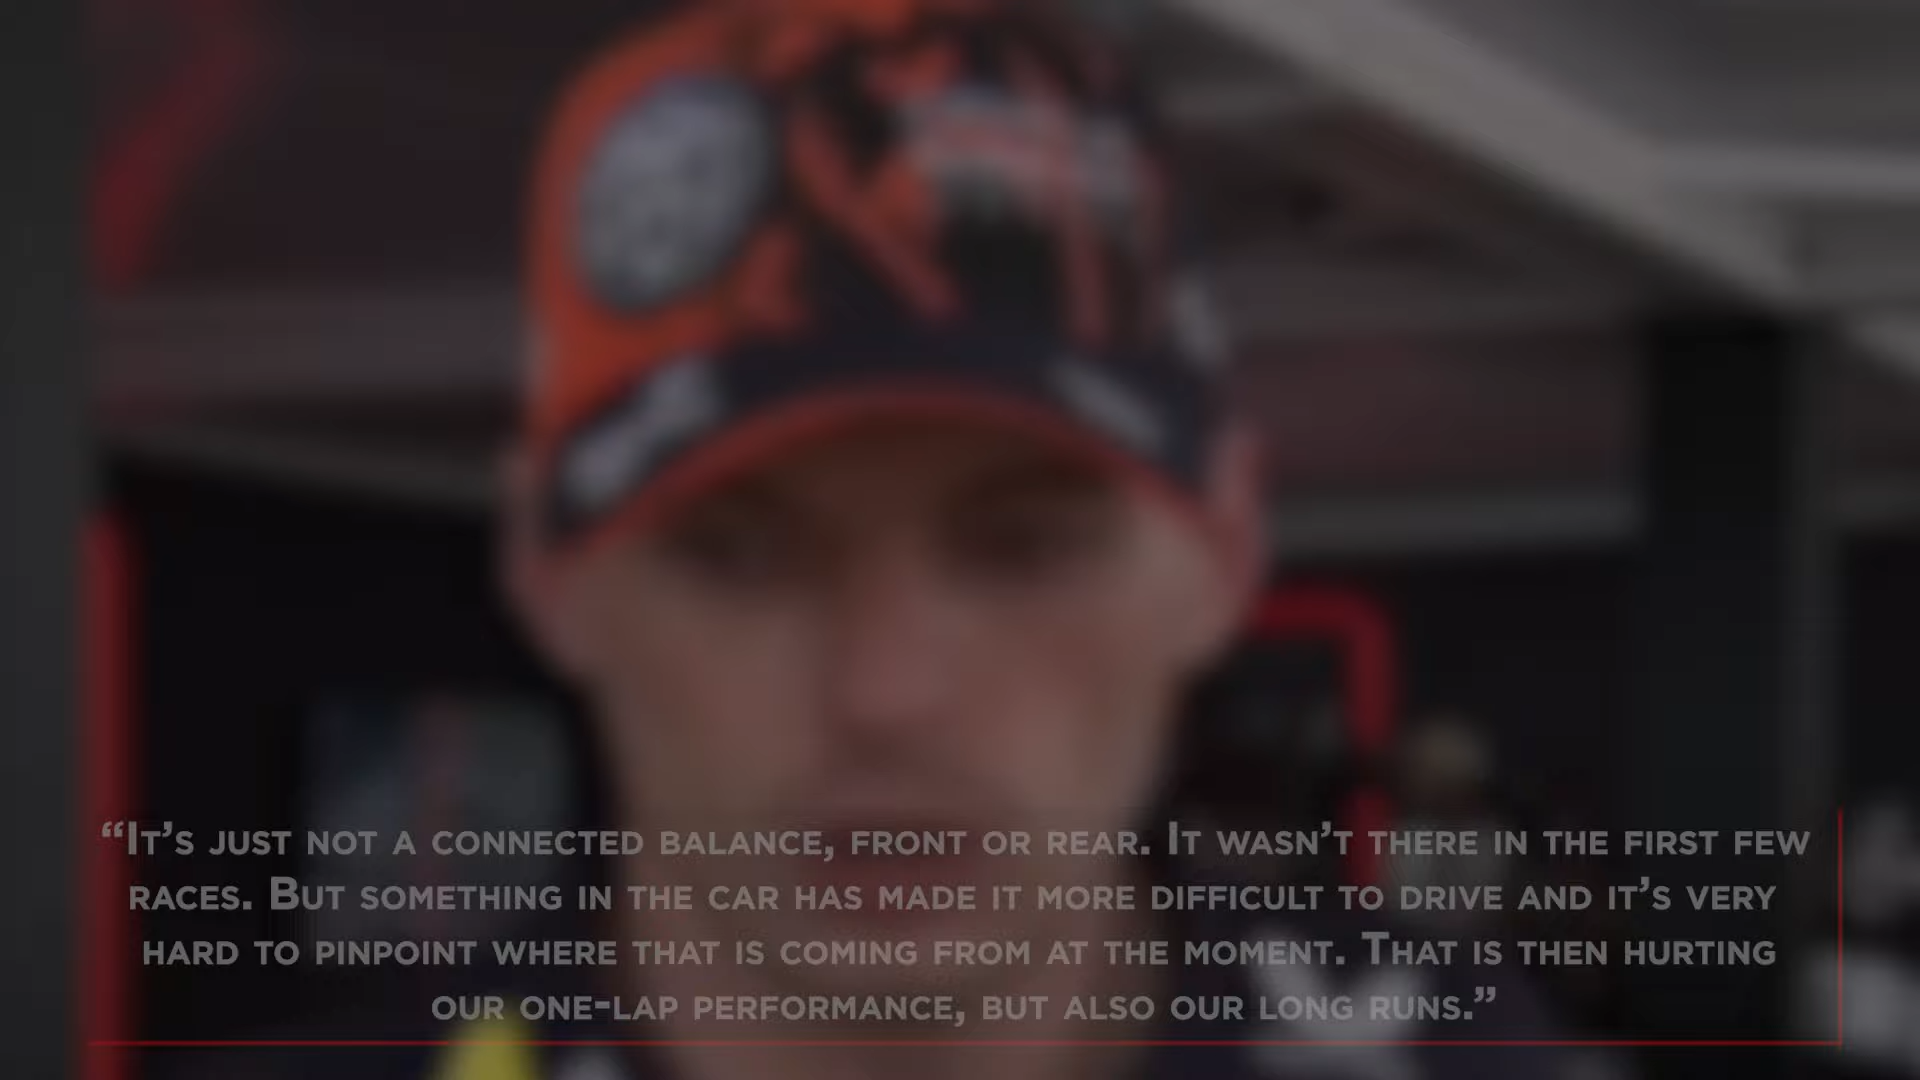 “It’s just not a connected balance, front or rear. It wasn’t there in the first few
races. But something in the car has made it more difficult to drive and it’s very
hard to pinpoint where that is coming from at the moment. That is then hurting
our one-lap performance, but also our long runs.”